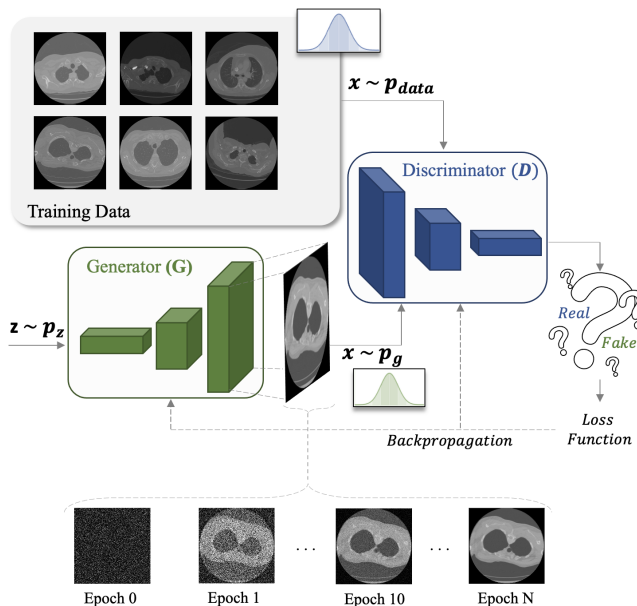 x ~ p_data
Training Data
Discriminator (D)
Generator (G)
z ~ p_z
x ~ p_g
Real
Fake
Loss
Function
Backpropagation
Epoch 0
Epoch 1
...
Epoch 10
...
Epoch N